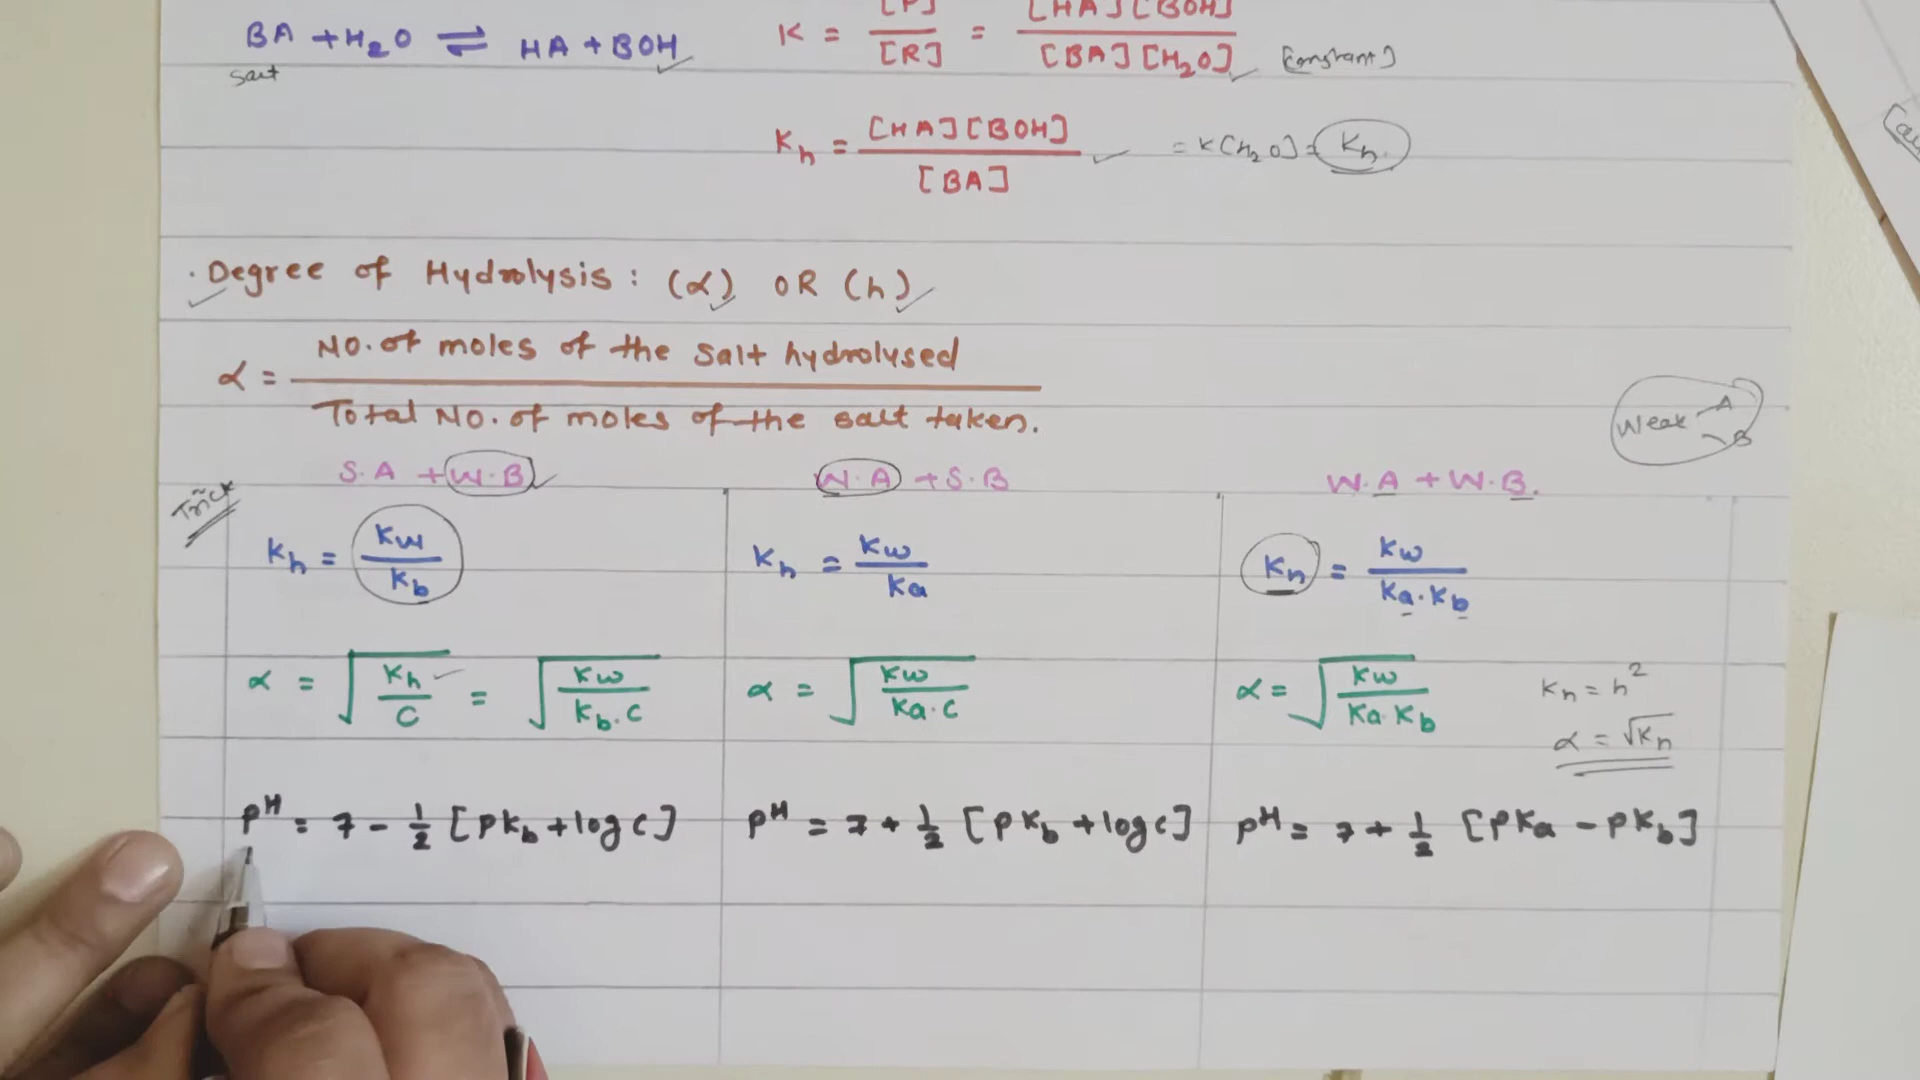 BA + H₂O ⇌ HA + BOH K = [P]/[R] = [HA][BOH]/[BA][H₂O] [constant]
salt
Kh = [HA][BOH]/[BA] = K[H₂O] = Kh.
. Degree of Hydrolysis : (α) OR (h)
α = No. of moles of the salt hydrolysed / Total No. of moles of the salt taken.
Weak A B
S.A + W.B W.A + S.B W.A + W.B.
Trick
Kh = Kw/Kb Kh = Kw/Ka Kh = Kw/Ka.Kb
α = √(Kh/C) = √(Kw/Kb.C) α = √(Kw/Ka.C) α = √(Kw/Ka.Kb) Kh = h²
α = √Kh
pH = 7 - ½ [PKb + log C] pH = 7 + ½ [PKb + log C] pH = 7 + ½ [PKa - PKb]